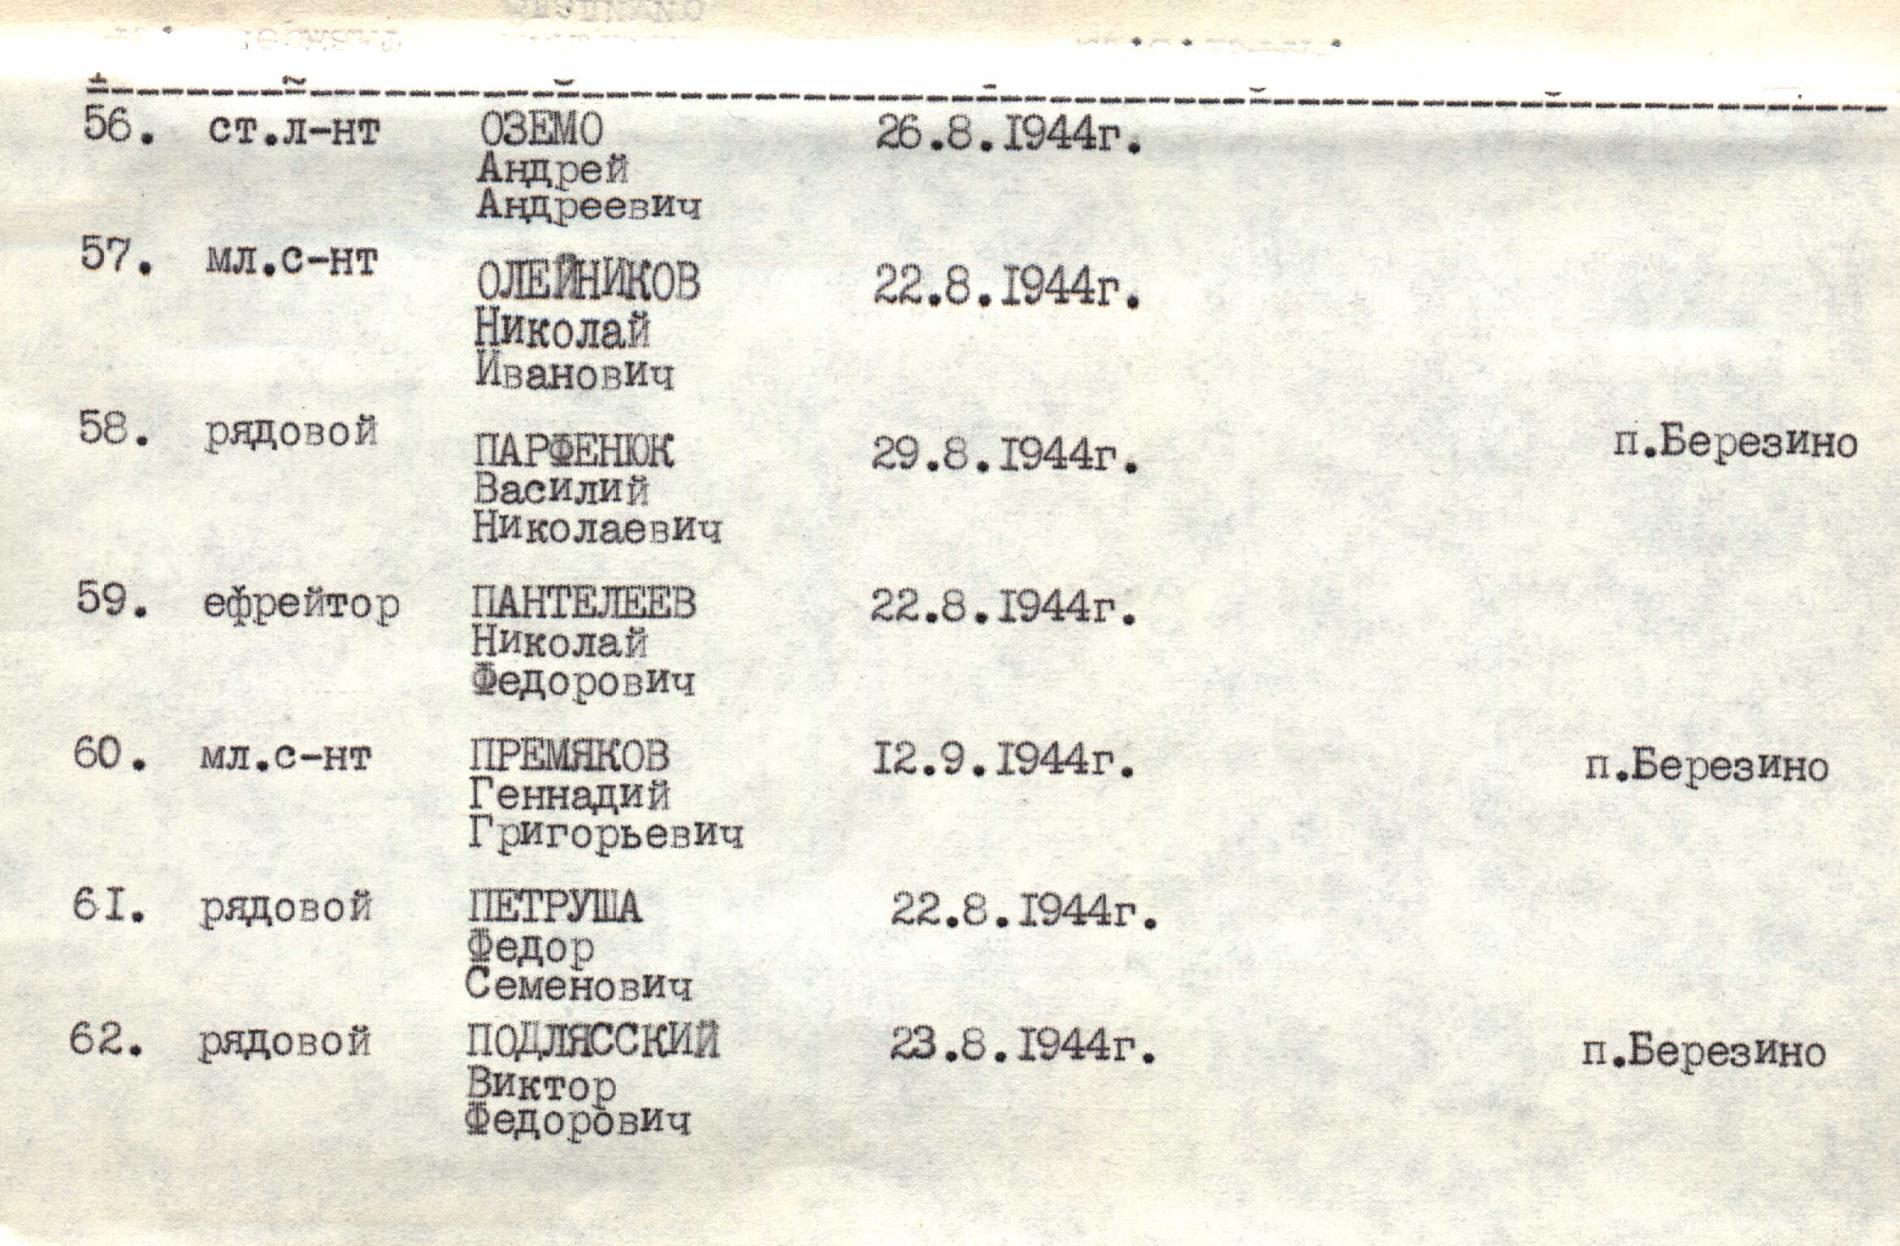 56. ст.л-нт ОЗЕМО 26.8.1944г.
Андрей
Андреевич
57. мл.с-нт ОЛЕЙНИКОВ 22.8.1944г.
Николай
Иванович
58. рядовой ПАРФЕНЮК 29.8.1944г. п.Березино
Василий
Николаевич
59. ефрейтор ПАНТЕЛЕЕВ 22.8.1944г.
Николай
Федорович
60. мл.с-нт ПРЕМЯКОВ I2.9.1944г. п.Березино
Геннадий
Григорьевич
6I. рядовой ПЕТРУША 22.8.1944г.
Федор
Семенович
62. рядовой ПОДЛЯССКИЙ 23.8.1944г. п.Березино
Виктор
Федорович